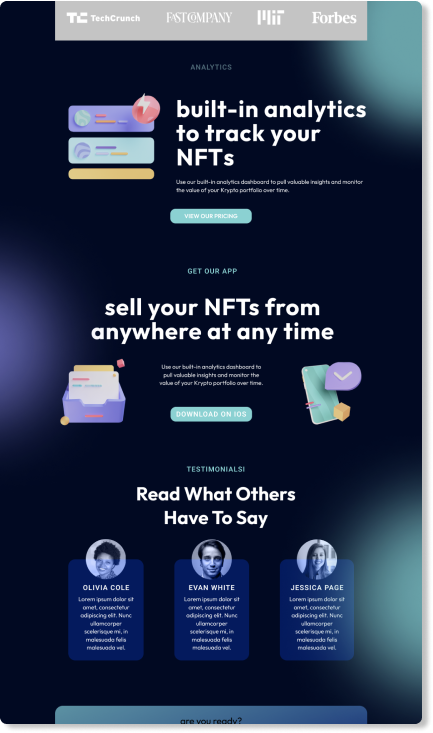 TechCrunch
FAST COMPANY
MIT
Forbes
ANALYTICS
built-in analytics
to track your
NFTs
Use our built-in analytics dashboard to pull valuable insights and monitor
the value of your Krypto portfolio over time.
VIEW OUR PRICING
GET OUR APP
sell your NFTs from
anywhere at any time
Use our built-in analytics dashboard to
pull valuable insights and monitor the
value of your Krypto portfolio over time.
DOWNLOAD ON IOS
TESTIMONIALSI
Read What Others
Have To Say
OLIVIA COLE
Lorem ipsum dolor sit
amet, consectetur
adipiscing elit. Nunc
ullamcorper
scelerisque mi, in
malesuada felis
malesuada vel.
EVAN WHITE
Lorem ipsum dolor sit
amet, consectetur
adipiscing elit. Nunc
ullamcorper
scelerisque mi, in
malesuada felis
malesuada vel.
JESSICA PAGE
Lorem ipsum dolor sit
amet, consectetur
adipiscing elit. Nunc
ullamcorper
scelerisque mi, in
malesuada felis
malesuada vel.
are you ready?